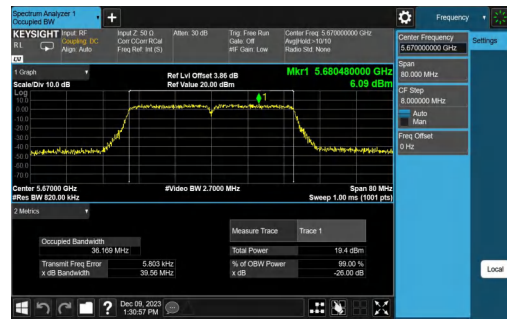 Spectrum Analyzer 1
Occupied BW
+
Frequency
KEYSIGHT
Input: RF
Coupling: DC
Align: Auto
Input Z: 50 Ω
Corr CCorr RCal
Freq Ref: Int (S)
Atten: 30 dB
Trig: Free Run
Gate: Off
#IF Gain: Low
Center Freq: 5.670000000 GHz
Avg|Hold:>10/10
Radio Std: None
RL
LXI
Center Frequency
5.670000000 GHz
Settings
Span
80.000 MHz
CF Step
8.000000 MHz
Auto
Man
Freq Offset
0 Hz
Local
1 Graph
Scale/Div 10.0 dB
Ref Lvl Offset 3.86 dB
Ref Value 20.00 dBm
Mkr1 5.680480000 GHz
6.09 dBm
Log
10.0
0.00
-10.0
-20.0
-30.0
-40.0
-50.0
-60.0
-70.0
1
Center 5.67000 GHz
#Res BW 820.00 kHz
#Video BW 2.7000 MHz
Span 80 MHz
Sweep 1.00 ms (1001 pts)
2 Metrics
Measure Trace
Trace 1
Occupied Bandwidth
36.169 MHz
Total Power
19.4 dBm
Transmit Freq Error
5.803 kHz
% of OBW Power
99.00 %
x dB Bandwidth
39.56 MHz
x dB
-26.00 dB
?
Dec 09, 2023
1:30:57 PM